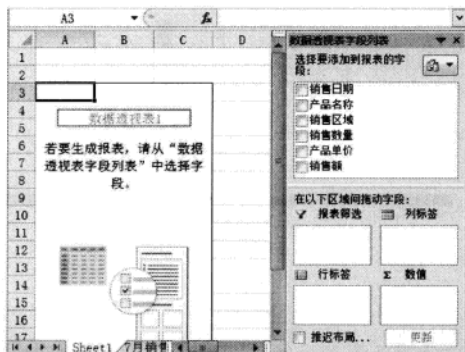 A3
fx
A B C D
1
2
3
4
5
6
7
8
9
10
11
12
13
14
15
16
17
数据透视表1
若要生成报表，请从“数据
透视表字段列表”中选择字
段。
Sheet1 7月销售
数据透视表字段列表
选择要添加到报表的字
段：
销售日期
产品名称
销售区域
销售数量
产品单价
销售额
在以下区域间拖动字段：
报表筛选 列标签
行标签 Σ 数值
推迟布局... 更新